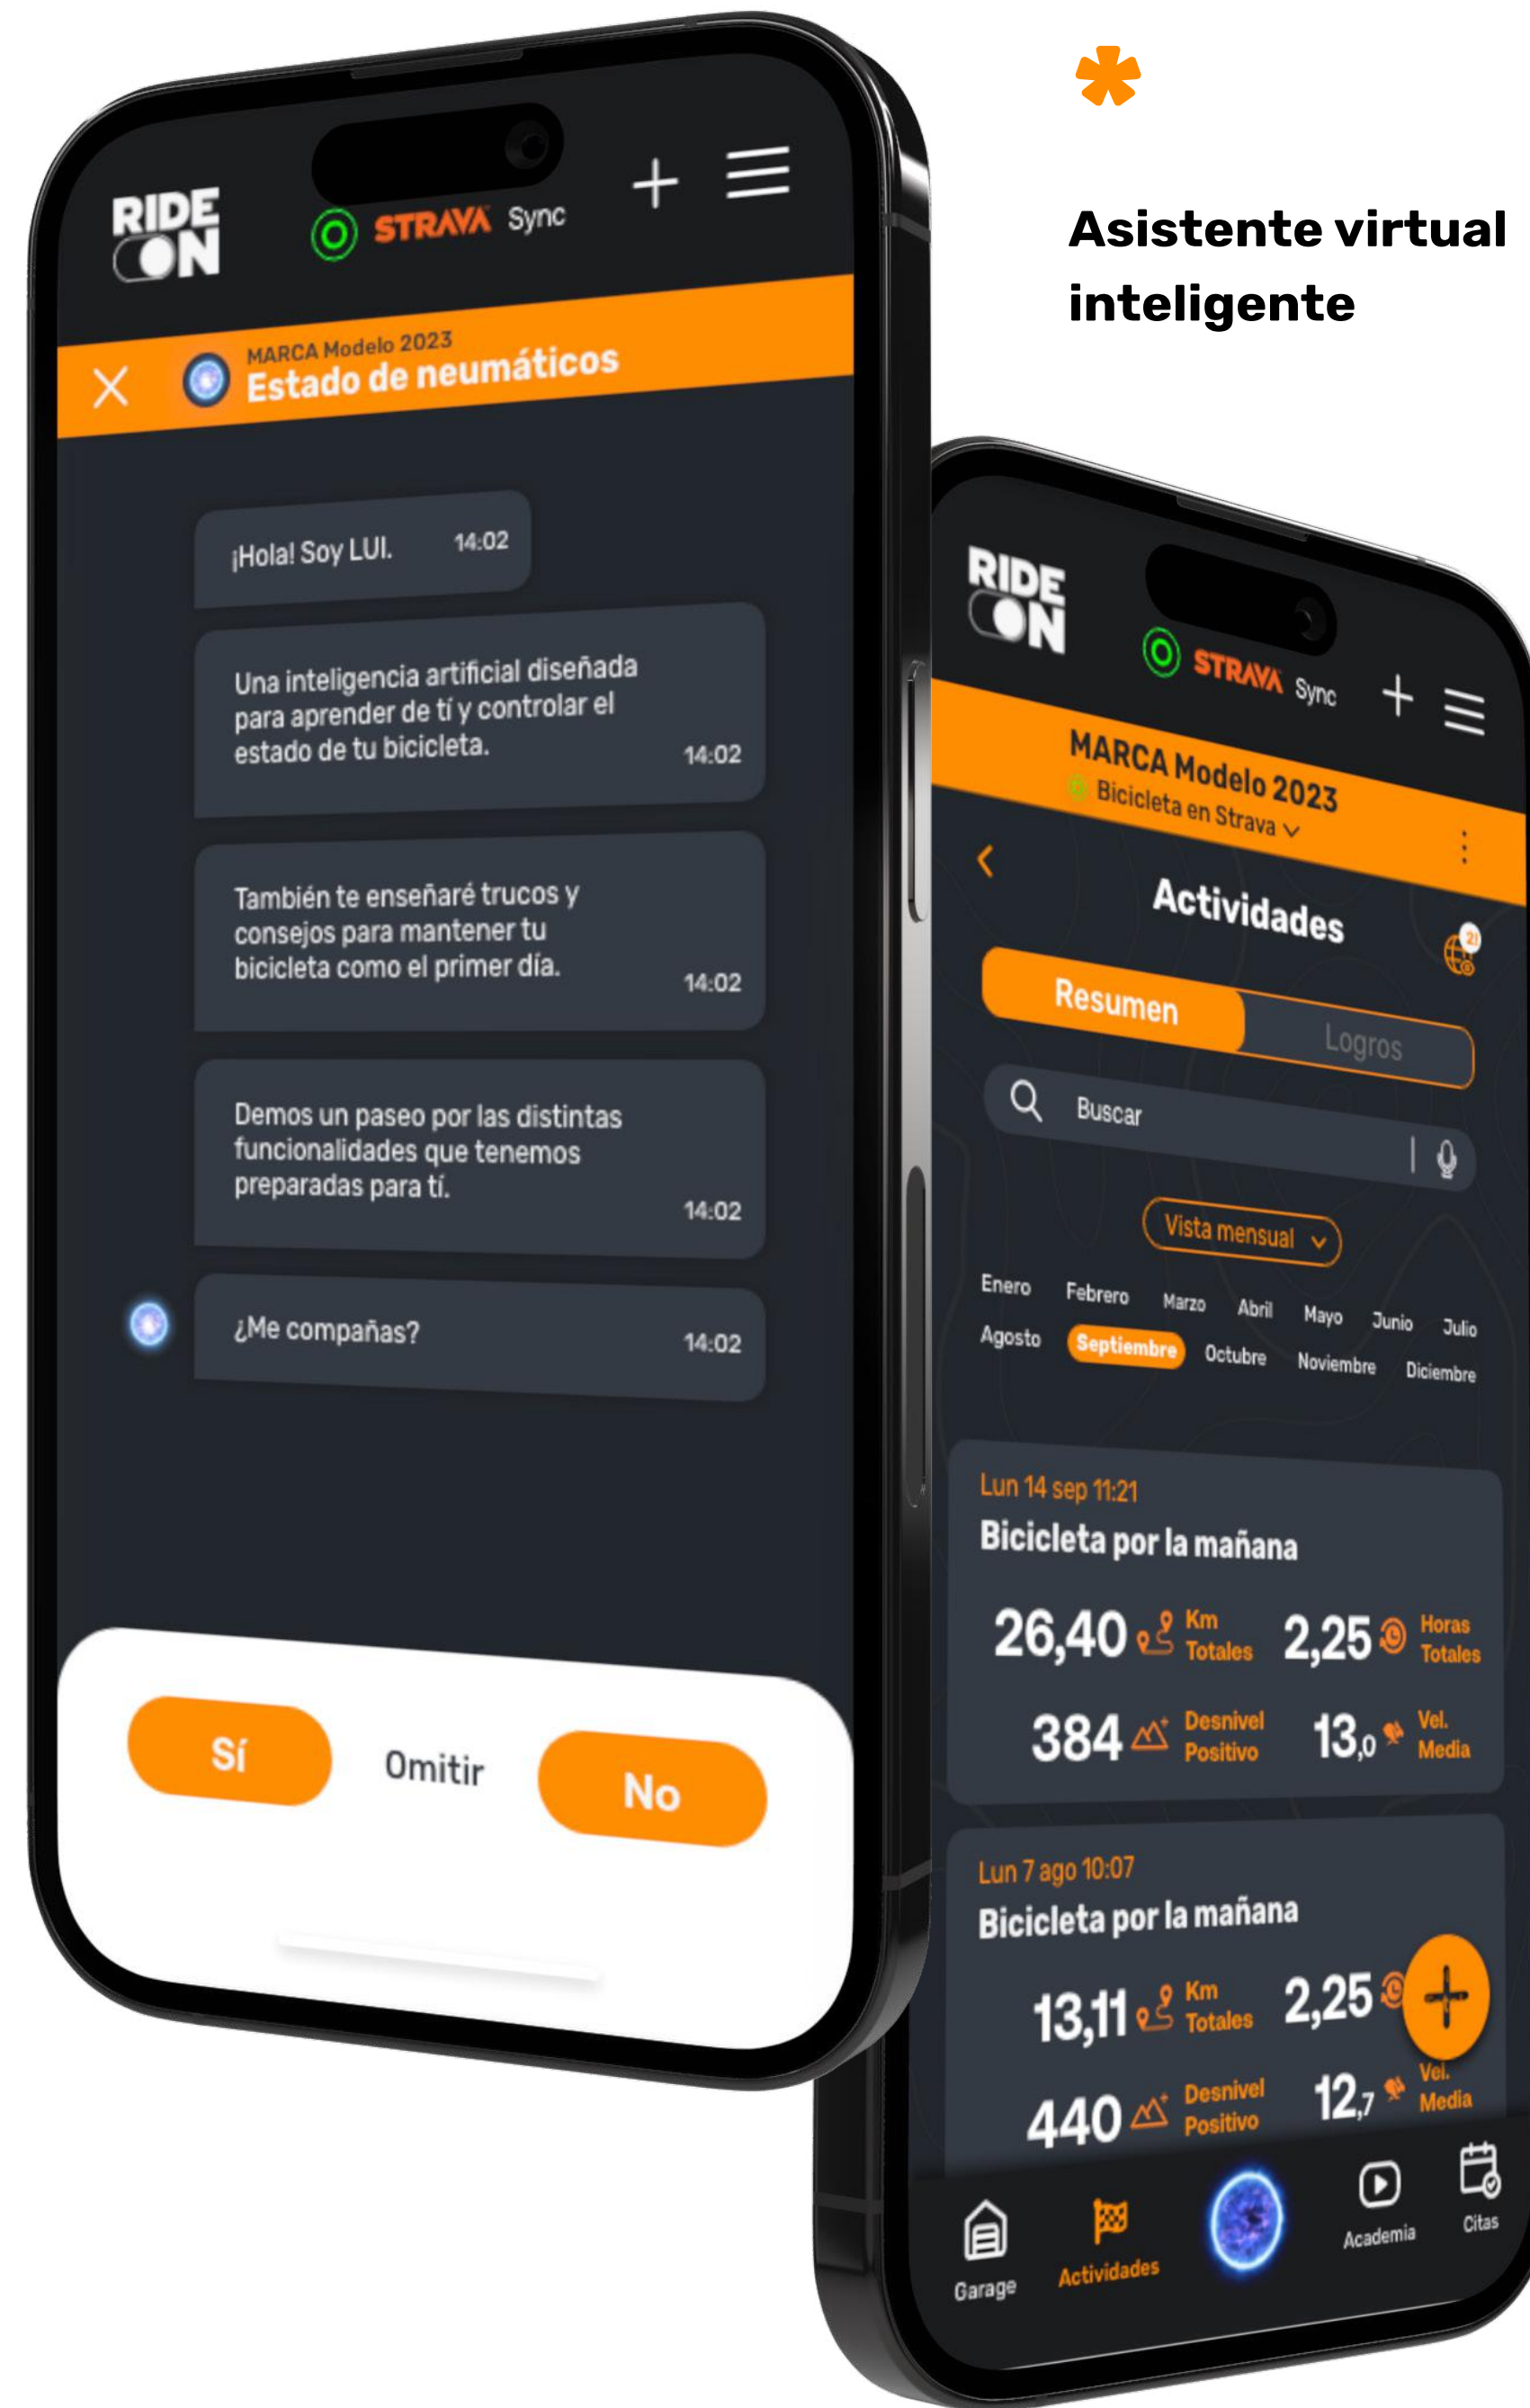 Asistente virtual
inteligente
RIDE
ON
STRAVA Sync
MARCA Modelo 2023
Estado de neumáticos
¡Hola! Soy LUI. 14:02
Una inteligencia artificial diseñada
para aprender de tí y controlar el
estado de tu bicicleta.
14:02
También te enseñaré trucos y
consejos para mantener tu
bicicleta como el primer día.
14:02
Demos un paseo por las distintas
funcionalidades que tenemos
preparadas para tí.
14:02
¿Me compañas? 14:02
Sí Omitir No
RIDE
ON
STRAVA Sync
MARCA Modelo 2023
Bicicleta en Strava
Actividades
21
Resumen Logros
Buscar
Vista mensual
Enero Febrero Marzo Abril Mayo Junio Julio
Agosto Septiembre Octubre Noviembre Diciembre
Lun 14 sep 11:21
Bicicleta por la mañana
26,40 Km Totales 2,25 Horas Totales
384 Desnivel Positivo 13,0 Vel. Media
Lun 7 ago 10:07
Bicicleta por la mañana
13,11 Km Totales 2,25
440 Desnivel Positivo 12,7 Vel. Media
Garage Actividades Academia Citas